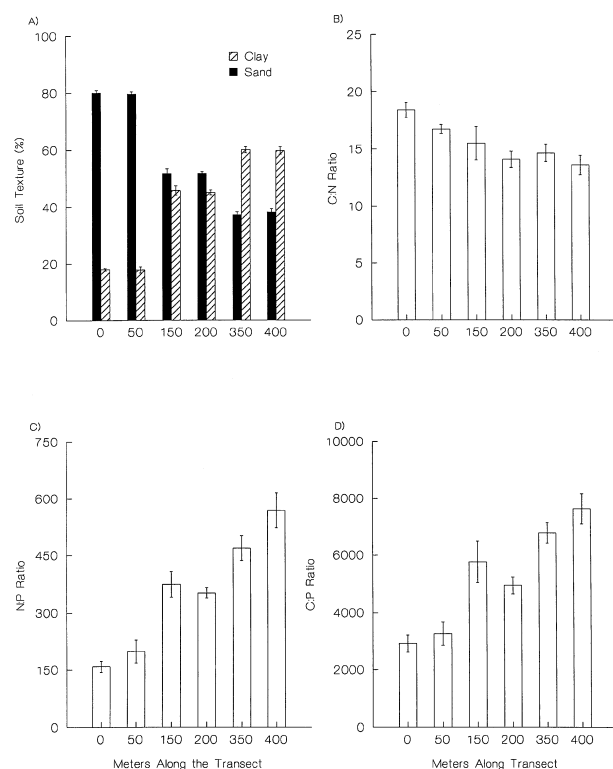 A)
100
80
60
40
20
0
Soil Texture (%)
Clay
Sand
0 50 150 200 350 400
B)
25
20
15
10
5
0
C:N Ratio
0 50 150 200 350 400
C)
750
600
450
300
150
0
N:P Ratio
0 50 150 200 350 400
Meters Along the Transect
D)
10000
8000
6000
4000
2000
0
C:P Ratio
0 50 150 200 350 400
Meters Along Transect